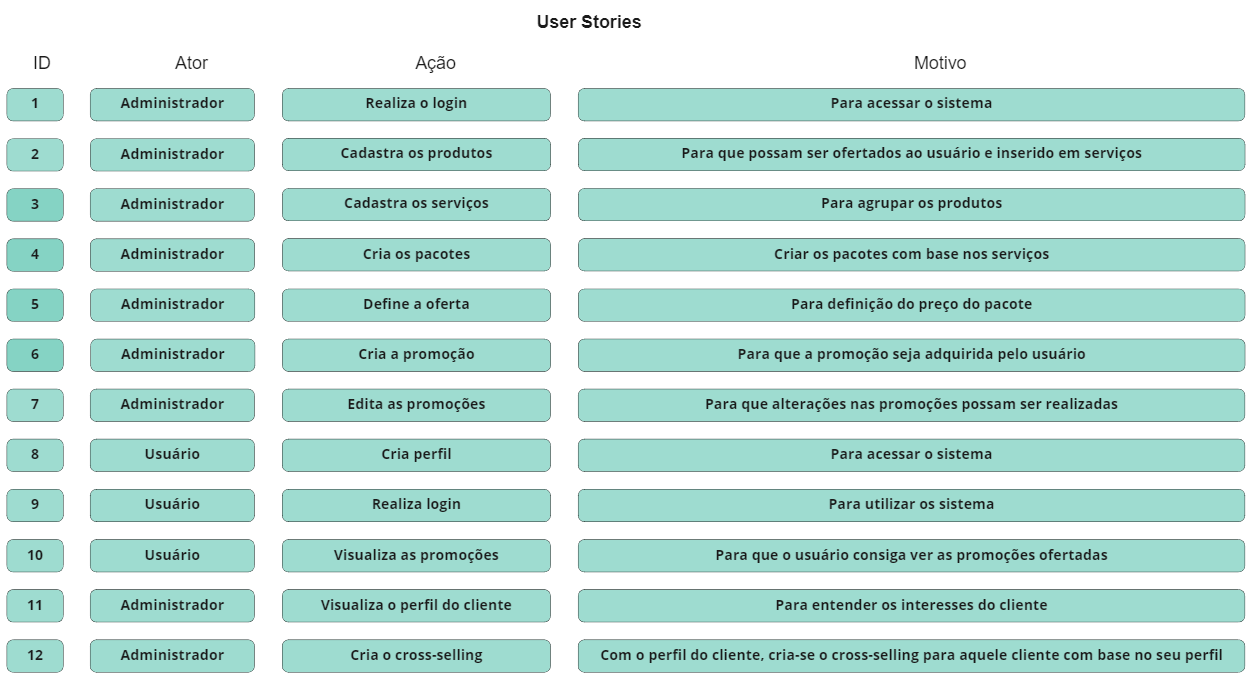 User Stories
ID Ator Ação Motivo
1 Administrador Realiza o login Para acessar o sistema
2 Administrador Cadastra os produtos Para que possam ser ofertados ao usuário e inserido em serviços
3 Administrador Cadastra os serviços Para agrupar os produtos
4 Administrador Cria os pacotes Criar os pacotes com base nos serviços
5 Administrador Define a oferta Para definição do preço do pacote
6 Administrador Cria a promoção Para que a promoção seja adquirida pelo usuário
7 Administrador Edita as promoções Para que alterações nas promoções possam ser realizadas
8 Usuário Cria perfil Para acessar o sistema
9 Usuário Realiza login Para utilizar os sistema
10 Usuário Visualiza as promoções Para que o usuário consiga ver as promoções ofertadas
11 Administrador Visualiza o perfil do cliente Para entender os interesses do cliente
12 Administrador Cria o cross-selling Com o perfil do cliente, cria-se o cross-selling para aquele cliente com base no seu perfil